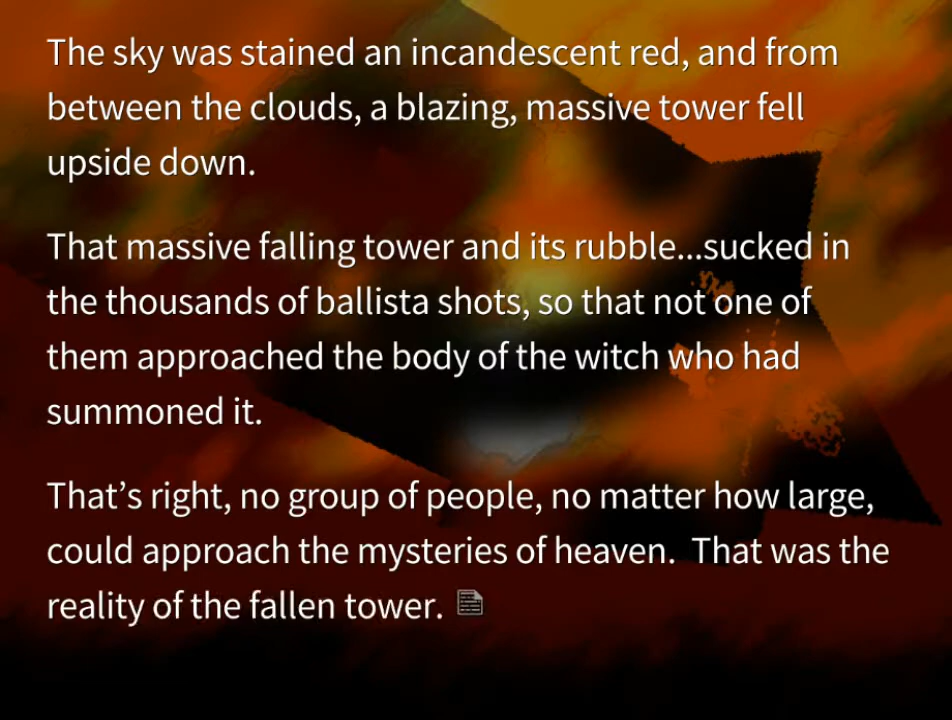 The sky was stained an incandescent red, and from
between the clouds, a blazing, massive tower fell
upside down.
That massive falling tower and its rubble...sucked in
the thousands of ballista shots, so that not one of
them approached the body of the witch who had
summoned it.
That’s right, no group of people, no matter how large,
could approach the mysteries of heaven.  That was the
reality of the fallen tower.